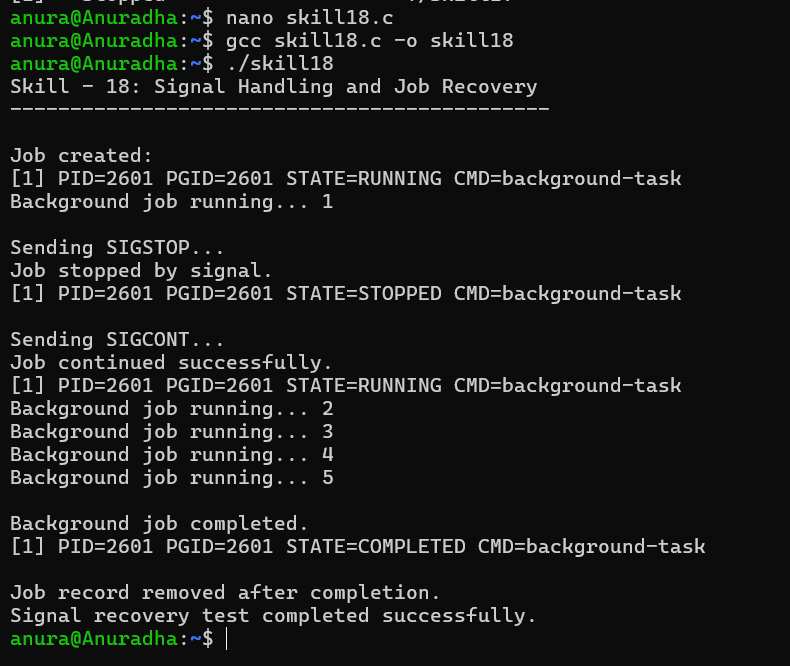 anura@Anuradha:~$ nano skill18.c
anura@Anuradha:~$ gcc skill18.c -o skill18
anura@Anuradha:~$ ./skill18
Skill - 18: Signal Handling and Job Recovery
---------------------------------------------
Job created:
[1] PID=2601 PGID=2601 STATE=RUNNING CMD=background-task
Background job running... 1
Sending SIGSTOP...
Job stopped by signal.
[1] PID=2601 PGID=2601 STATE=STOPPED CMD=background-task
Sending SIGCONT...
Job continued successfully.
[1] PID=2601 PGID=2601 STATE=RUNNING CMD=background-task
Background job running... 2
Background job running... 3
Background job running... 4
Background job running... 5
Background job completed.
[1] PID=2601 PGID=2601 STATE=COMPLETED CMD=background-task
Job record removed after completion.
Signal recovery test completed successfully.
anura@Anuradha:~$